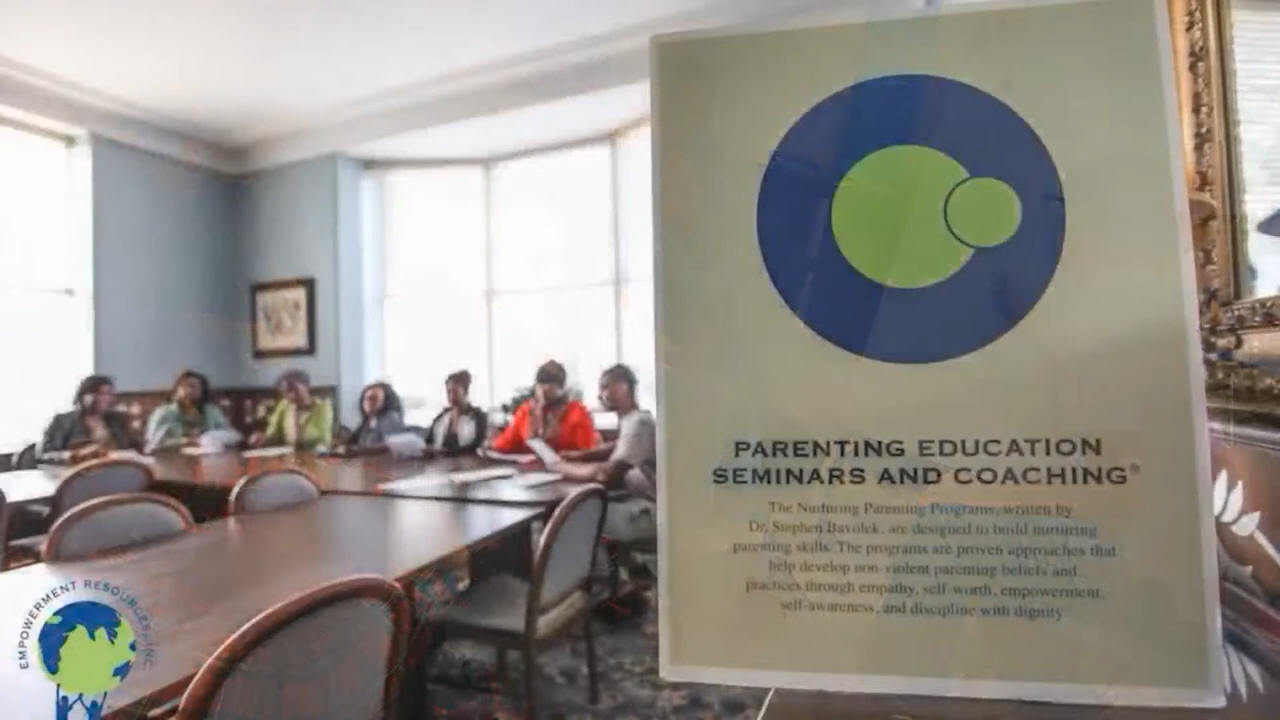 PARENTING EDUCATION
SEMINARS AND COACHING®
The Nurturing Parenting Programs, written by
Dr. Stephen Bavolek, are designed to build nurturing
parenting skills. The programs are proven approaches that
help develop non-violent parenting beliefs and
practices through empathy, self-worth, empowerment,
self-awareness, and discipline with dignity.
EMPOWERMENT RESOURCES, INC.